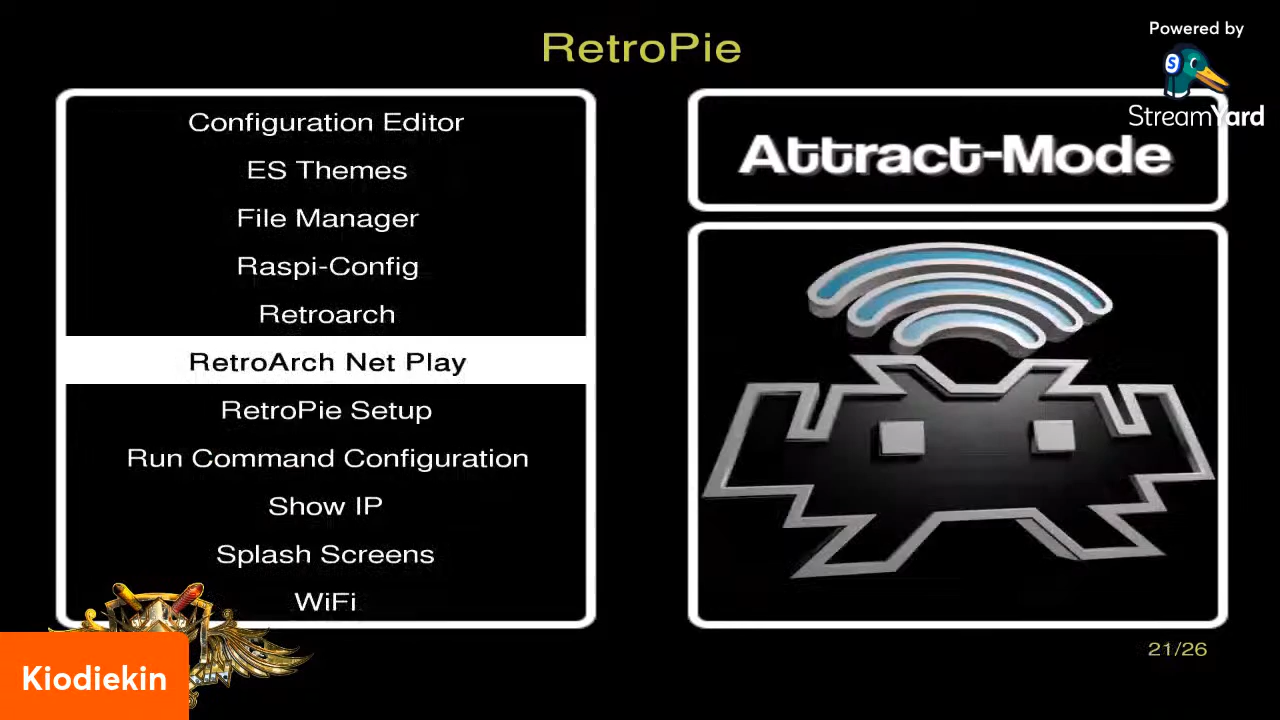 RetroPie
Powered by
StreamYard
Configuration Editor
ES Themes
File Manager
Raspi-Config
Retroarch
RetroArch Net Play
RetroPie Setup
Run Command Configuration
Show IP
Splash Screens
WiFi
Attract-Mode
21/26
Kiodiekin